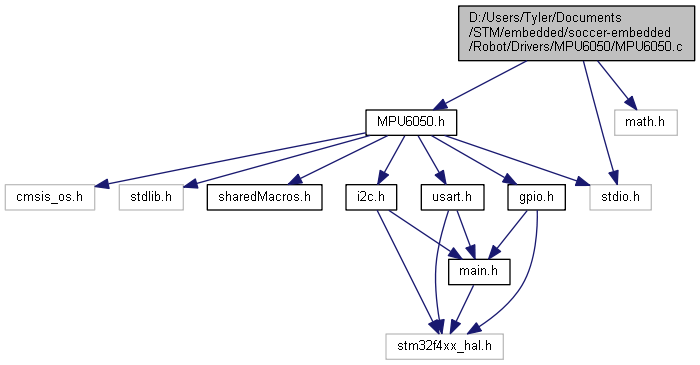 D:/Users/Tyler/Documents
/STM/embedded/soccer-embedded
/Robot/Drivers/MPU6050/MPU6050.c
MPU6050.h
math.h
cmsis_os.h
stdlib.h
sharedMacros.h
i2c.h
usart.h
gpio.h
stdio.h
main.h
stm32f4xx_hal.h